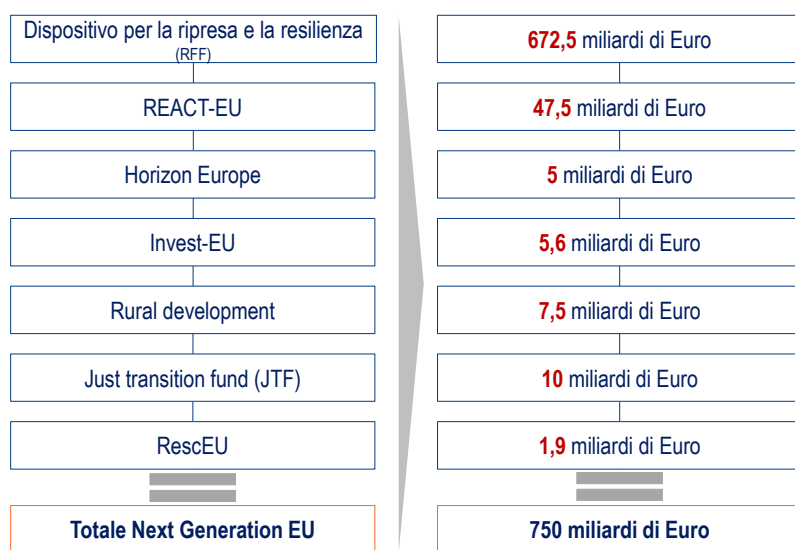 Dispositivo per la ripresa e la resilienza
(RFF)
672,5 miliardi di Euro
REACT-EU
47,5 miliardi di Euro
Horizon Europe
5 miliardi di Euro
Invest-EU
5,6 miliardi di Euro
Rural development
7,5 miliardi di Euro
Just transition fund (JTF)
10 miliardi di Euro
RescEU
1,9 miliardi di Euro
Totale Next Generation EU
750 miliardi di Euro